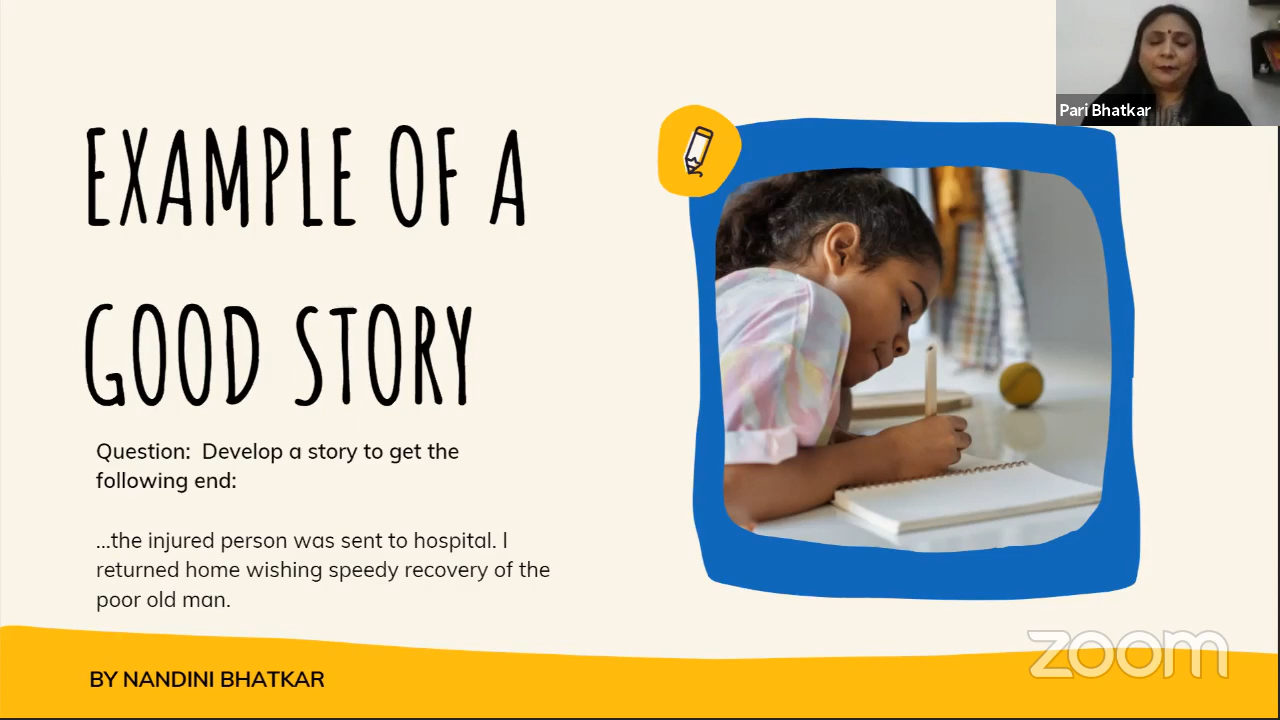 Pari Bhatkar
EXAMPLE OF A
GOOD STORY
Question:  Develop a story to get the
following end:
...the injured person was sent to hospital. I
returned home wishing speedy recovery of the
poor old man.
zoom
BY NANDINI BHATKAR